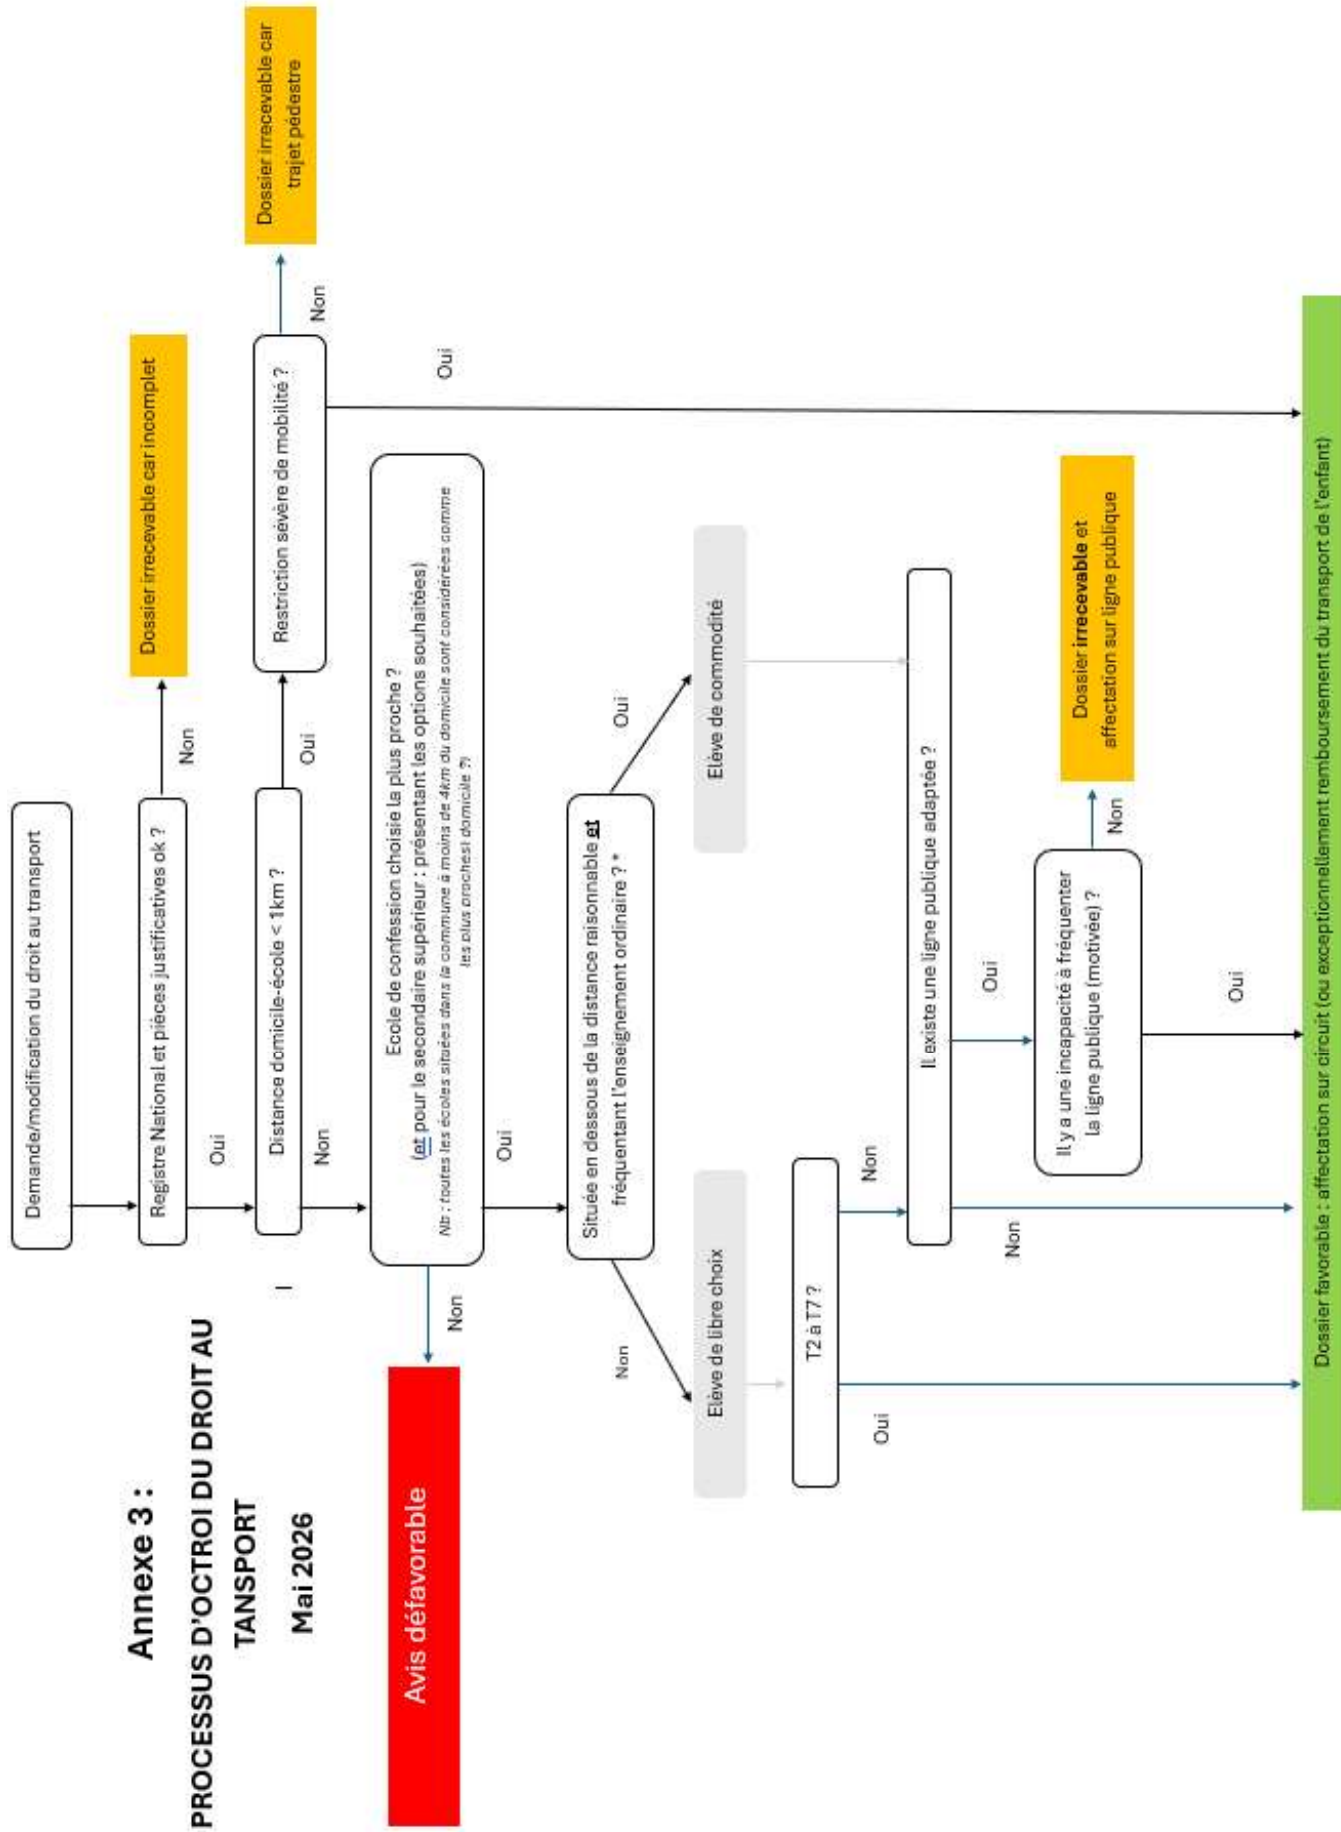 Annexe 3 :
PROCESSUS D'OCTROI DU DROIT AU
TANSPORT
Mai 2026
Demande/modification du droit au transport
Registre National et pièces justificatives ok ?
Non
Dossier irrecevable car incomplet
Oui
Distance domicile-école < 1km ?
Oui
Restriction sévère de mobilité ?
Non
Dossier irrecevable car
trajet pédestre
Non
Oui
Ecole de confession choisie la plus proche ?
(et pour le secondaire supérieur : présentant les options souhaitées)
Nb : toutes les écoles situées dans la commune à moins de 4km du domicile sont considérées comme
les plus proches) domicile ?)
Non
Avis défavorable
Oui
Située en dessous de la distance raisonnable et
fréquentant l'enseignement ordinaire ? *
Non
Oui
Elève de libre choix
Elève de commodité
T2 à T7 ?
Oui
Non
Il existe une ligne publique adaptée ?
Non
Oui
Il y a une incapacité à fréquenter
la ligne publique (motivée) ?
Non
Dossier irrecevable et
affectation sur ligne publique
Oui
Dossier favorable : affectation sur circuit (ou exceptionnellement remboursement du transport de l'enfant)